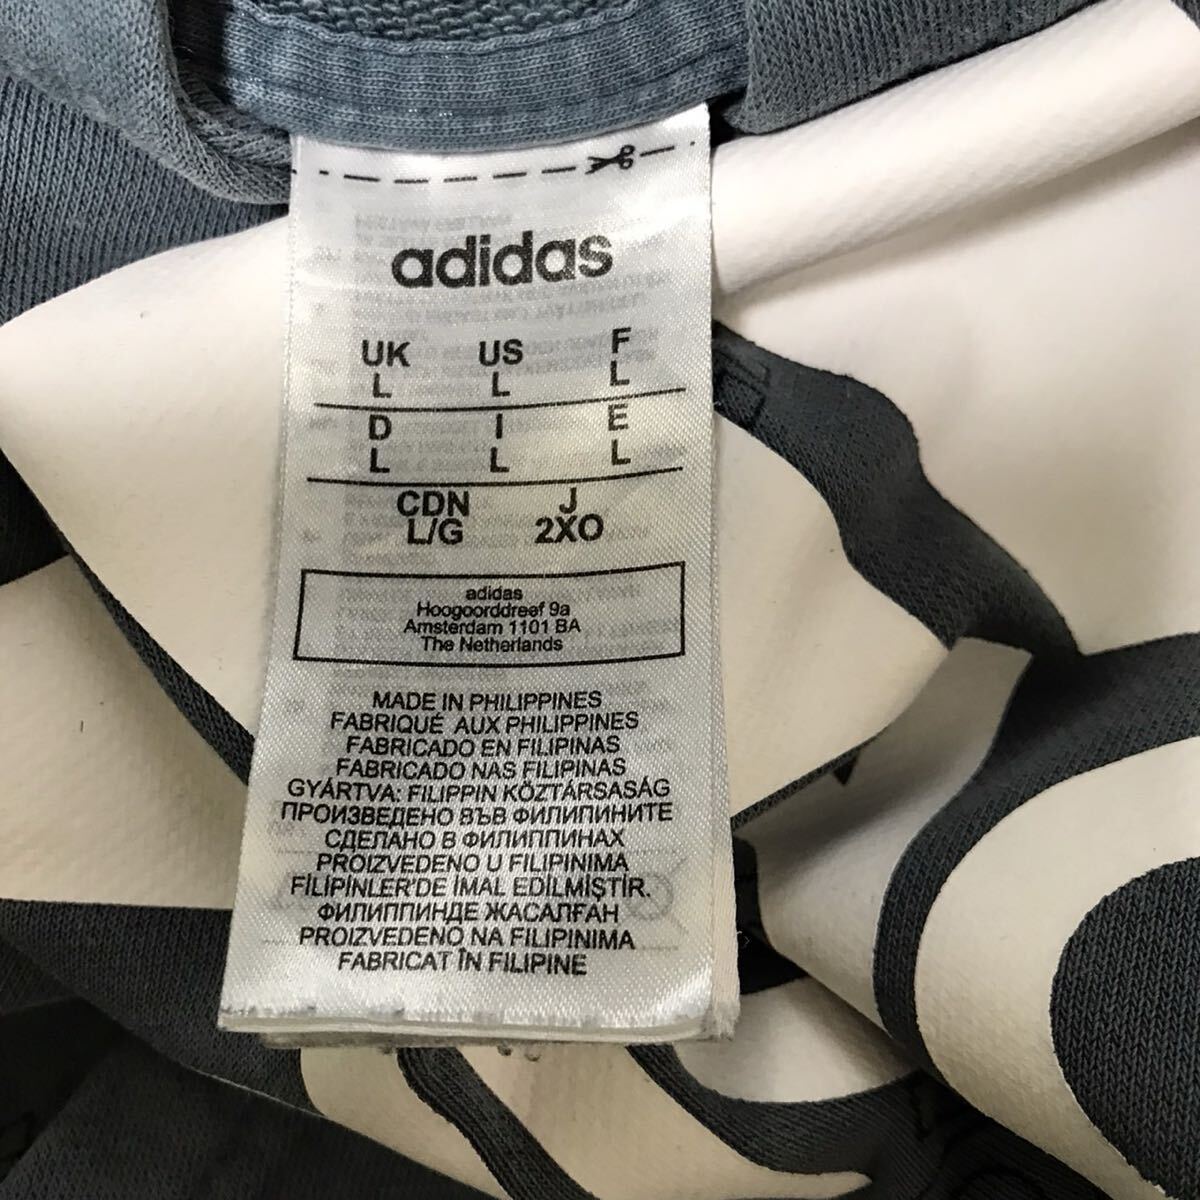 adidas
UK US F
L L L
D I E
L L L
CDN J
L/G 2XO
adidas
Hoogoorddreef 9a
Amsterdam 1101 BA
The Netherlands
MADE IN PHILIPPINES
FABRIQUÉ AUX PHILIPPINES
FABRICADO EN FILIPINAS
FABRICADO NAS FILIPINAS
GYÁRTVA: FILIPPIN KÖZTÁRSASÁG
ПРОИЗВЕДЕНО ВЪВ ФИЛИПИНИТЕ
СДЕЛАНО В ФИЛИППИНАХ
PROIZVEDENO U FILIPINIMA
FİLİPİNLER'DE İMAL EDİLMİŞTİR.
ФИЛИППИНДЕ ЖАСАЛҒАН
PROIZVEDENO NA FILIPINIMA
FABRICAT ÎN FILIPINE